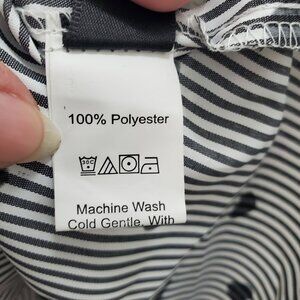 100% Polyester
Machine Wash
Cold Gentle, With